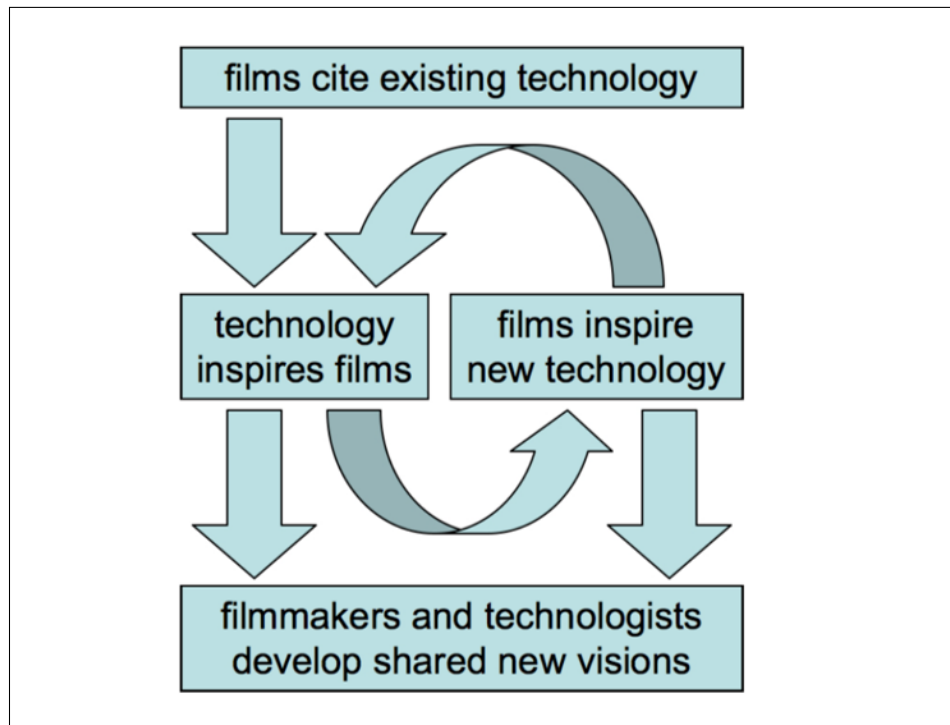 films cite existing technology
technology
inspires films
films inspire
new technology
filmmakers and technologists
develop shared new visions